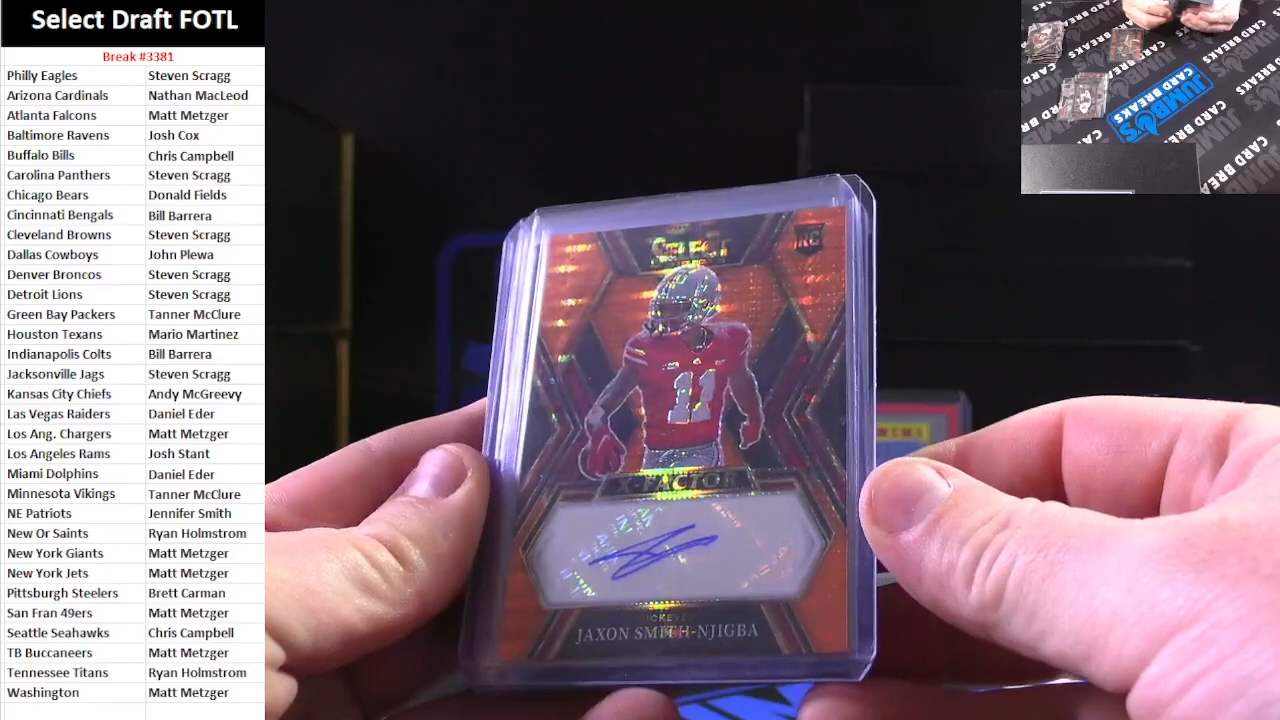 Select Draft FOTL
Break #3381
Philly Eagles Steven Scragg
Arizona Cardinals Nathan MacLeod
Atlanta Falcons Matt Metzger
Baltimore Ravens Josh Cox
Buffalo Bills Chris Campbell
Carolina Panthers Steven Scragg
Chicago Bears Donald Fields
Cincinnati Bengals Bill Barrera
Cleveland Browns Steven Scragg
Dallas Cowboys John Plewa
Denver Broncos Steven Scragg
Detroit Lions Steven Scragg
Green Bay Packers Tanner McClure
Houston Texans Mario Martinez
Indianapolis Colts Bill Barrera
Jacksonville Jags Steven Scragg
Kansas City Chiefs Andy McGreevy
Las Vegas Raiders Daniel Eder
Los Ang. Chargers Matt Metzger
Los Angeles Rams Josh Stant
Miami Dolphins Daniel Eder
Minnesota Vikings Tanner McClure
NE Patriots Jennifer Smith
New Or Saints Ryan Holmstrom
New York Giants Matt Metzger
New York Jets Matt Metzger
Pittsburgh Steelers Brett Carman
San Fran 49ers Matt Metzger
Seattle Seahawks Chris Campbell
TB Buccaneers Matt Metzger
Tennessee Titans Ryan Holmstrom
Washington Matt Metzger
SELECT
RC
11
X-FACTOR
JAXON SMITH-NJIGBA
JUMBO'S
CARD BREAKS